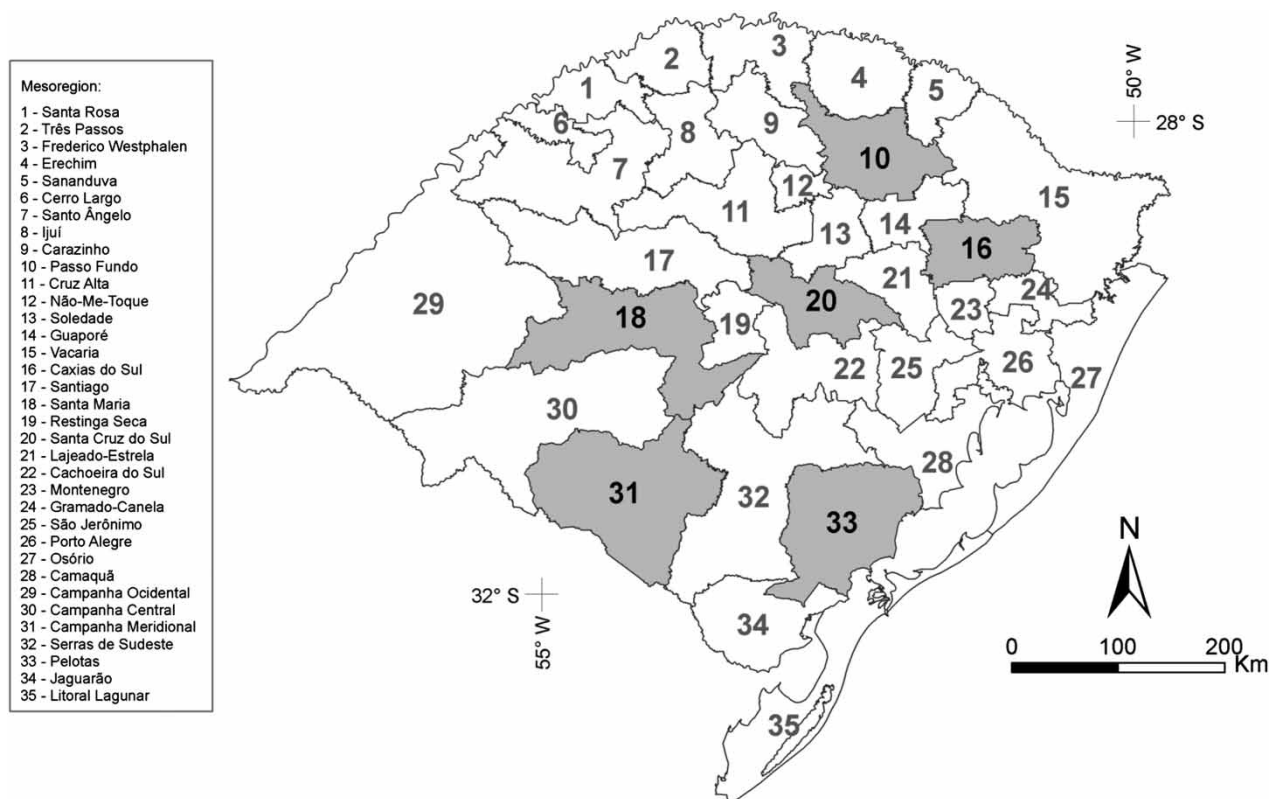 Mesoregion:
1 - Santa Rosa
2 - Três Passos
3 - Frederico Westphalen
4 - Erechim
5 - Sananduva
6 - Cerro Largo
7 - Santo Ângelo
8 - Ijuí
9 - Carazinho
10 - Passo Fundo
11 - Cruz Alta
12 - Não-Me-Toque
13 - Soledade
14 - Guaporé
15 - Vacaria
16 - Caxias do Sul
17 - Santiago
18 - Santa Maria
19 - Restinga Seca
20 - Santa Cruz do Sul
21 - Lajeado-Estrela
22 - Cachoeira do Sul
23 - Montenegro
24 - Gramado-Canela
25 - São Jerônimo
26 - Porto Alegre
27 - Osório
28 - Camaquã
29 - Campanha Ocidental
30 - Campanha Central
31 - Campanha Meridional
32 - Serras de Sudeste
33 - Pelotas
34 - Jaguarão
35 - Litoral Lagunar
1
2
3
4
5
6
7
8
9
10
11
12
13
14
15
16
17
18
19
20
21
22
23
24
25
26
27
28
29
30
31
32
33
34
35
50° W
28° S
32° S
55° W
N
0 100 200
Km